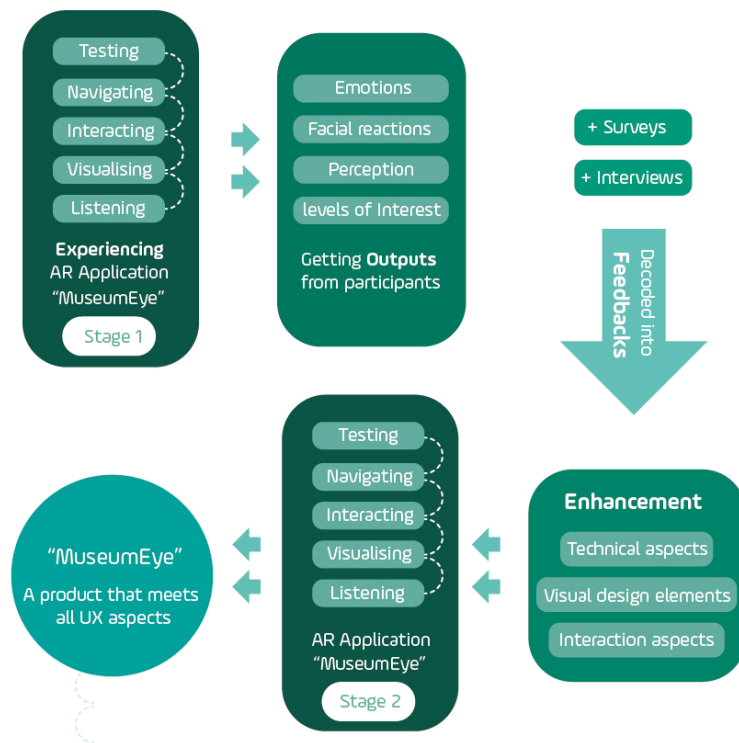 Testing
Navigating
Interacting
Visualising
Listening
Experiencing
AR Application
“MuseumEye”
Stage 1
Emotions
Facial reactions
Perception
levels of Interest
Getting Outputs
from participants
+ Surveys
+ Interviews
Decoded into
Feedbacks
Enhancement
Technical aspects
Visual design elements
Interaction aspects
Testing
Navigating
Interacting
Visualising
Listening
AR Application
“MuseumEye”
Stage 2
“MuseumEye”
A product that meets
all UX aspects